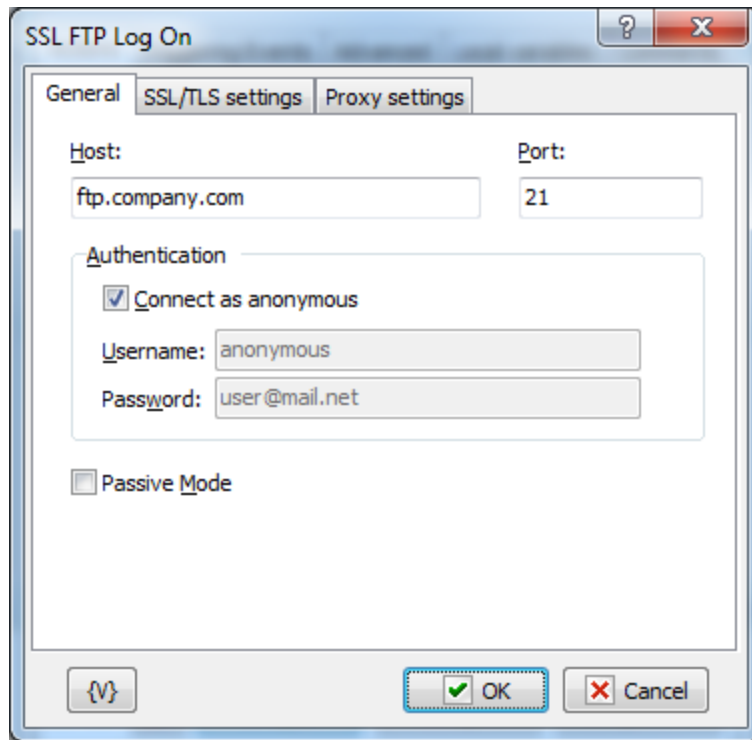 SSL FTP Log On
General SSL/TLS settings Proxy settings
Host: Port:
ftp.company.com 21
Authentication
Connect as anonymous
Username: anonymous
Password: user@mail.net
Passive Mode
{V} OK Cancel